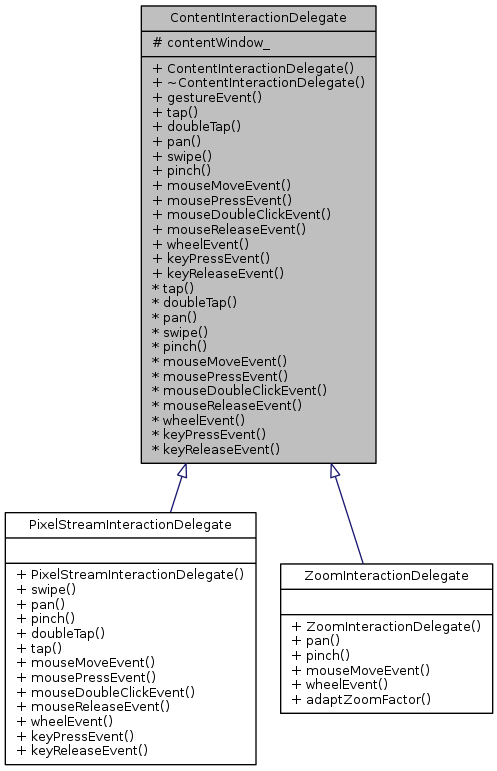 ContentInteractionDelegate
# contentWindow_
+ ContentInteractionDelegate()
+ ~ContentInteractionDelegate()
+ gestureEvent()
+ tap()
+ doubleTap()
+ pan()
+ swipe()
+ pinch()
+ mouseMoveEvent()
+ mousePressEvent()
+ mouseDoubleClickEvent()
+ mouseReleaseEvent()
+ wheelEvent()
+ keyPressEvent()
+ keyReleaseEvent()
* tap()
* doubleTap()
* pan()
* swipe()
* pinch()
* mouseMoveEvent()
* mousePressEvent()
* mouseDoubleClickEvent()
* mouseReleaseEvent()
* wheelEvent()
* keyPressEvent()
* keyReleaseEvent()
PixelStreamInteractionDelegate
+ PixelStreamInteractionDelegate()
+ swipe()
+ pan()
+ pinch()
+ doubleTap()
+ tap()
+ mouseMoveEvent()
+ mousePressEvent()
+ mouseDoubleClickEvent()
+ mouseReleaseEvent()
+ wheelEvent()
+ keyPressEvent()
+ keyReleaseEvent()
ZoomInteractionDelegate
+ ZoomInteractionDelegate()
+ pan()
+ pinch()
+ mouseMoveEvent()
+ wheelEvent()
+ adaptZoomFactor()